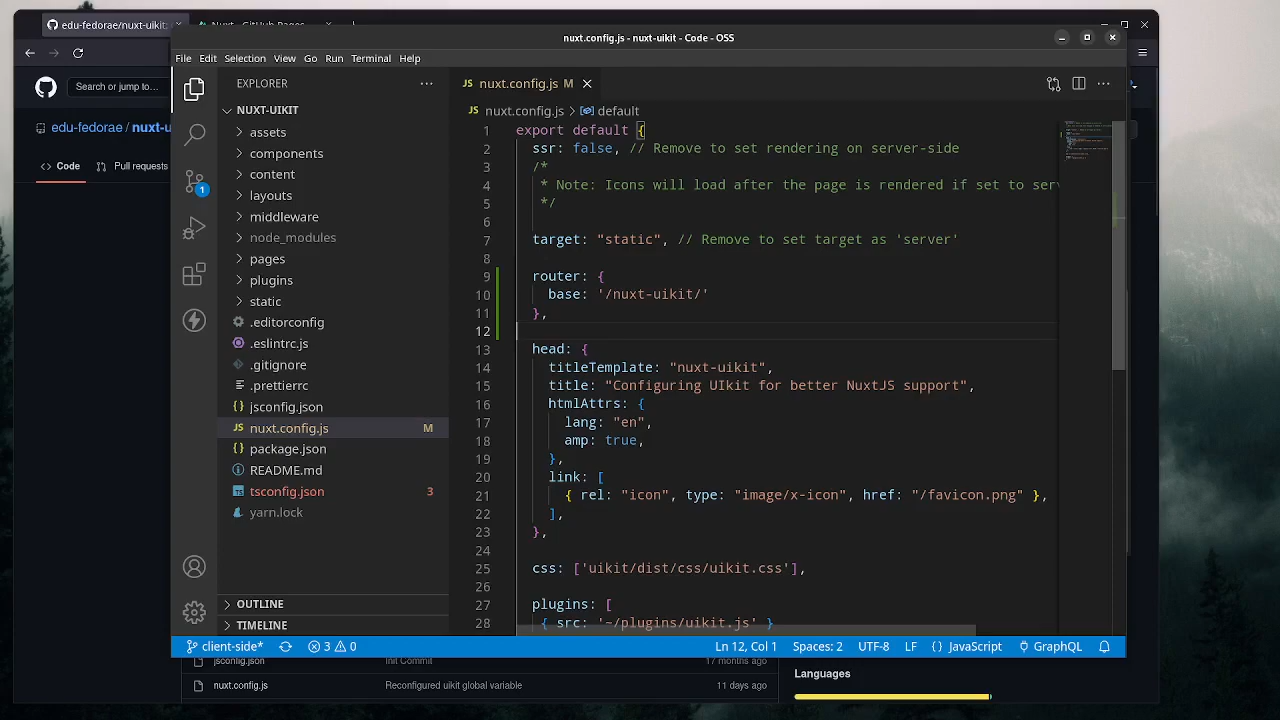 edu-fedorae/nuxt-uikit:
Nuxt - GitHub Pages
nuxt.config.js - nuxt-uikit - Code - OSS
File Edit Selection View Go Run Terminal Help
Search or jump to...
edu-fedorae / nuxt-u
Code
Pull requests
EXPLORER
NUXT-UIKIT
assets
components
content
layouts
middleware
node_modules
pages
plugins
static
.editorconfig
.eslintrc.js
.gitignore
.prettierrc
jsconfig.json
nuxt.config.js M
package.json
README.md
tsconfig.json 3
yarn.lock
OUTLINE
TIMELINE
1
JS nuxt.config.js M
JS nuxt.config.js > default
1 export default {
2 ssr: false, // Remove to set rendering on server-side
3 /*
4 * Note: Icons will load after the page is rendered if set to serv
5 */
6
7 target: "static", // Remove to set target as 'server'
8
9 router: {
10 base: '/nuxt-uikit/'
11 },
12
13 head: {
14 titleTemplate: "nuxt-uikit",
15 title: "Configuring UIkit for better NuxtJS support",
16 htmlAttrs: {
17 lang: "en",
18 amp: true,
19 },
20 link: [
21 { rel: "icon", type: "image/x-icon", href: "/favicon.png" },
22 ],
23 },
24
25 css: ['uikit/dist/css/uikit.css'],
26
27 plugins: [
28 { src: '~/plugins/uikit.js' }
client-side* 3 0 Ln 12, Col 1 Spaces: 2 UTF-8 LF {} JavaScript GraphQL
jsconfig.json Init Commit 17 months ago
nuxt.config.js Reconfigured uikit global variable 11 days ago
Languages